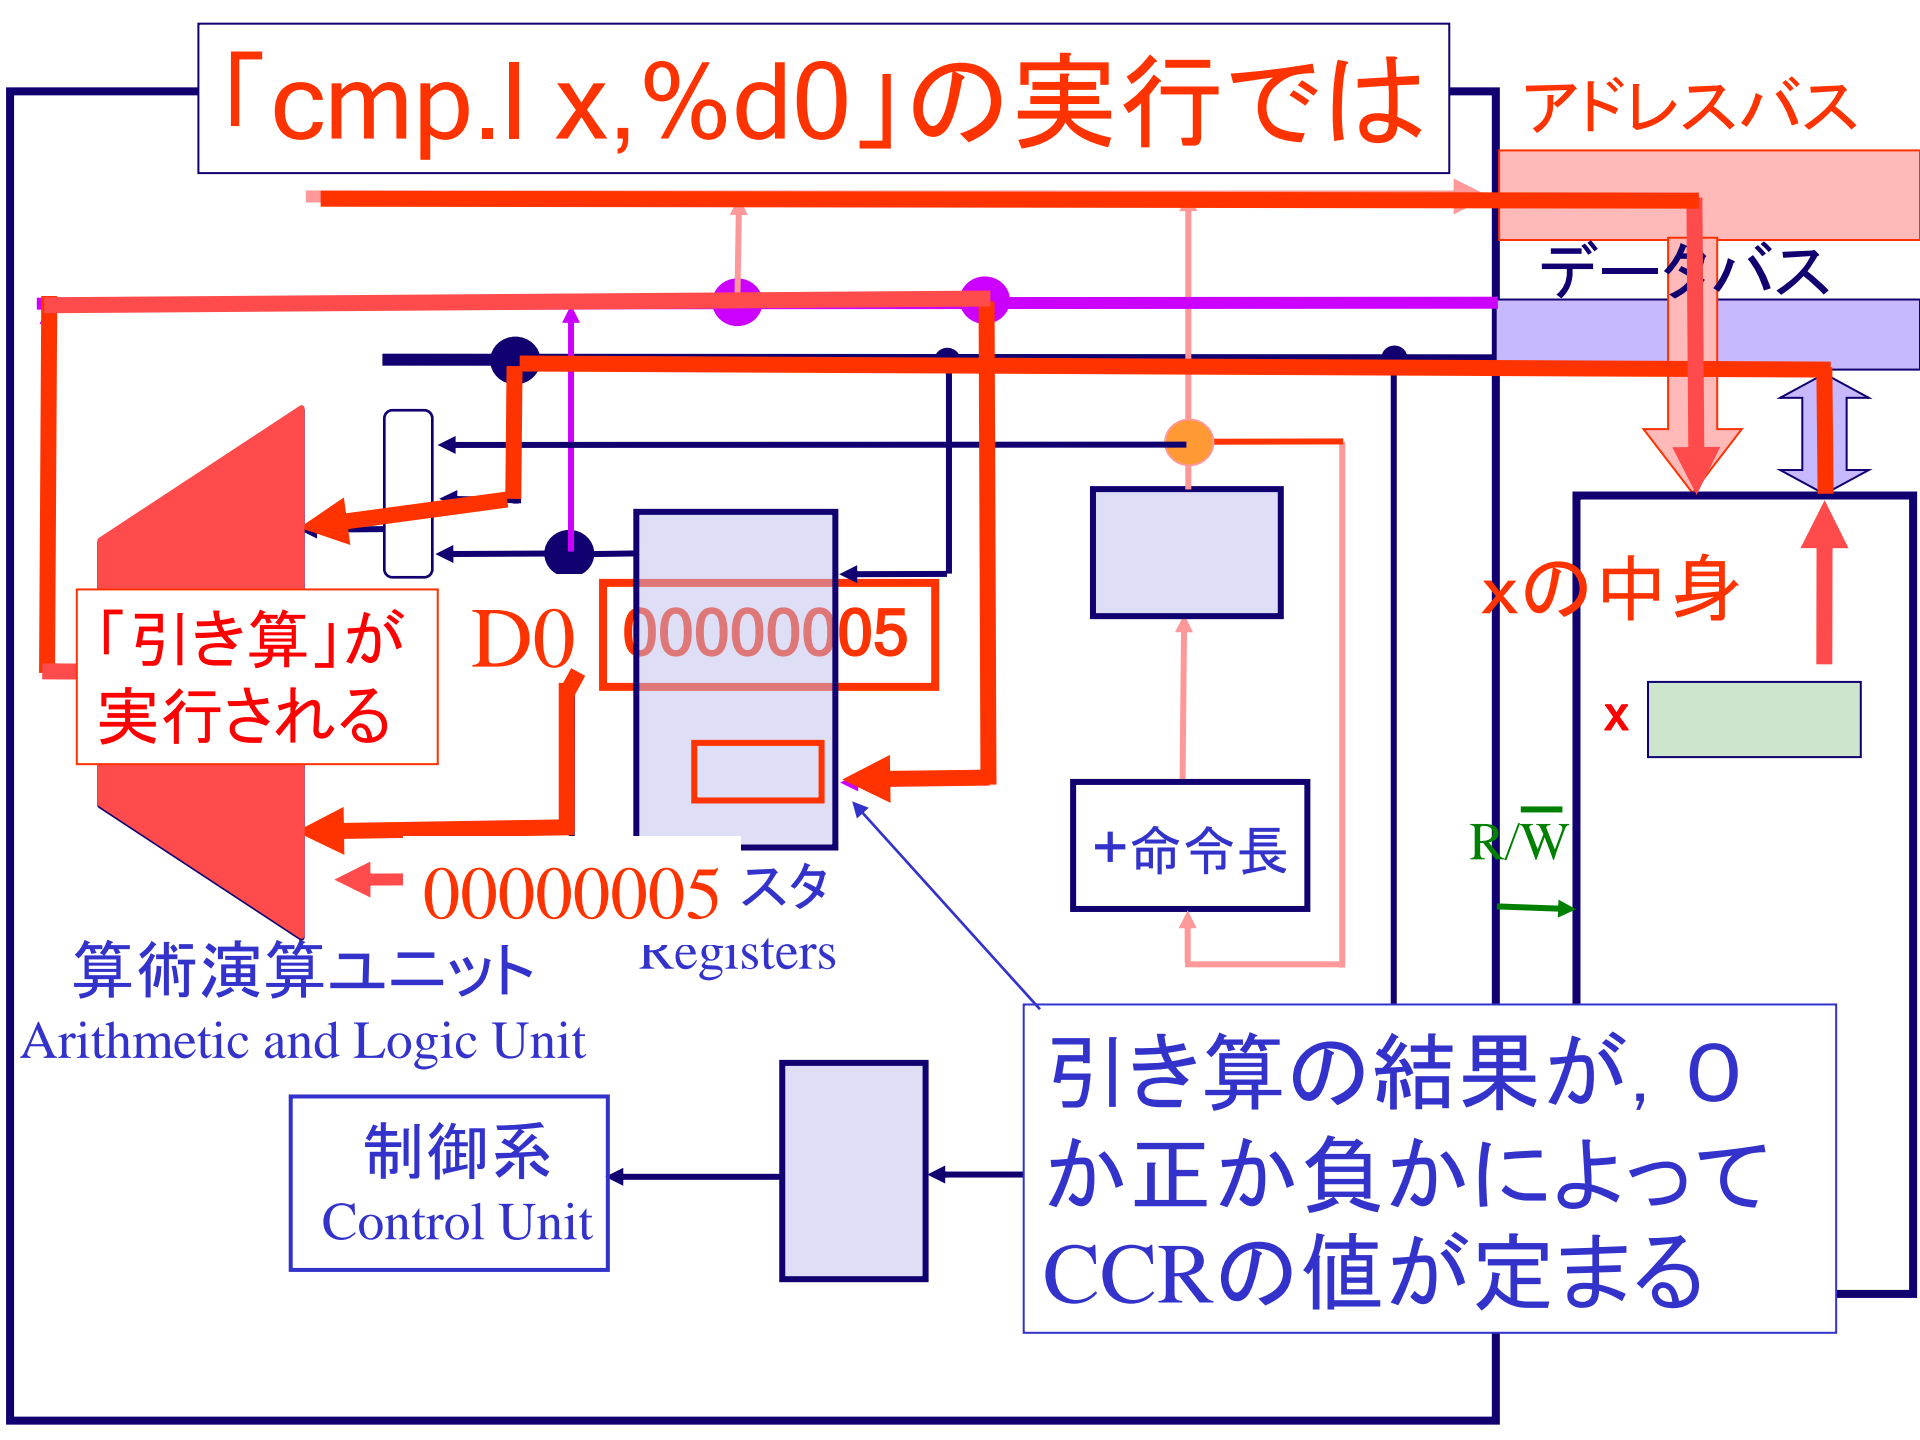 「cmp.l x,%d0」の実行では
アドレスバス
データバス
「引き算」が
実行される
D0
00000005
xの中身
x
+命令長
R/W
00000005
スタ
Registers
算術演算ユニット
Arithmetic and Logic Unit
制御系
Control Unit
引き算の結果が，0
か正か負かによって
CCRの値が定まる